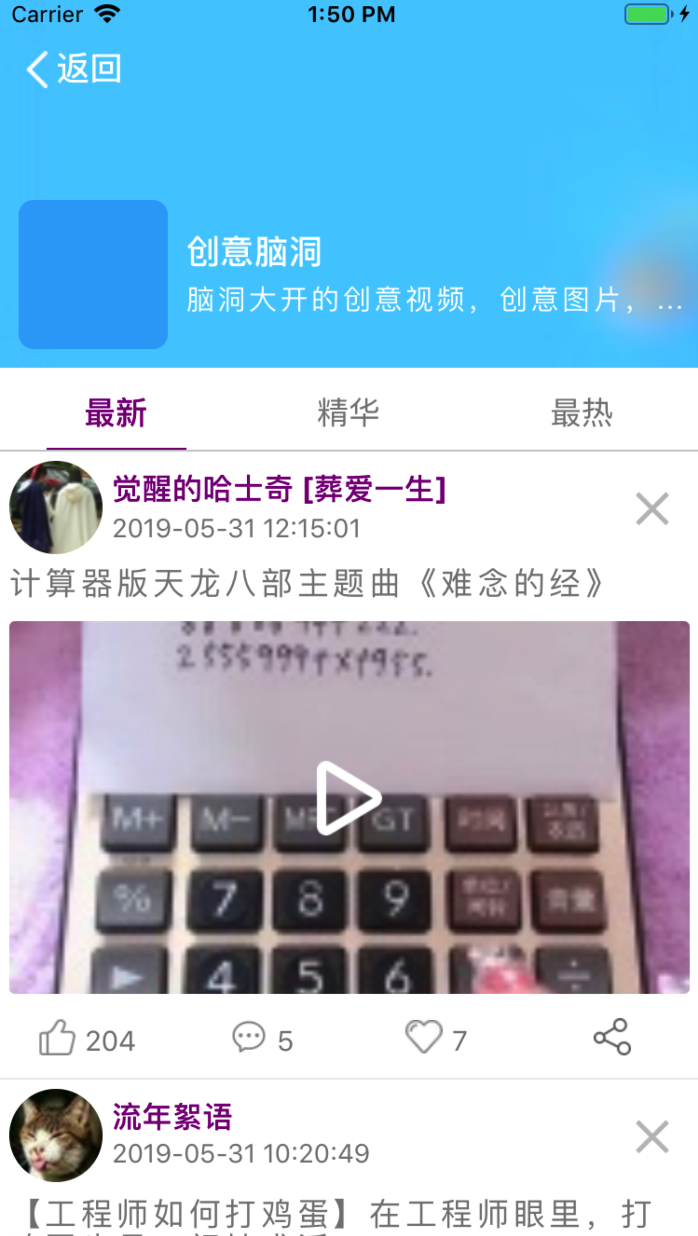 Carrier 1:50 PM
返回
创意脑洞
脑洞大开的创意视频，创意图片，...
最新 精华 最热
觉醒的哈士奇 [葬爱一生]
2019-05-31 12:15:01
计算器版天龙八部主题曲《难念的经》
M+ M− GT 时间
% 7 8 9 音量
4 5 6 ÷
204 5 7
流年絮语
2019-05-31 10:20:49
【工程师如何打鸡蛋】在工程师眼里，打